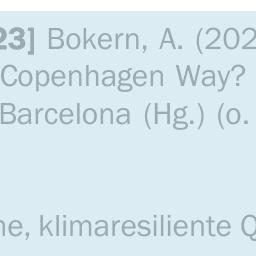 23] Bokern, A. (202
Copenhagen Way?
Barcelona (Hg.) (o.
ne, klimaresiliente Q